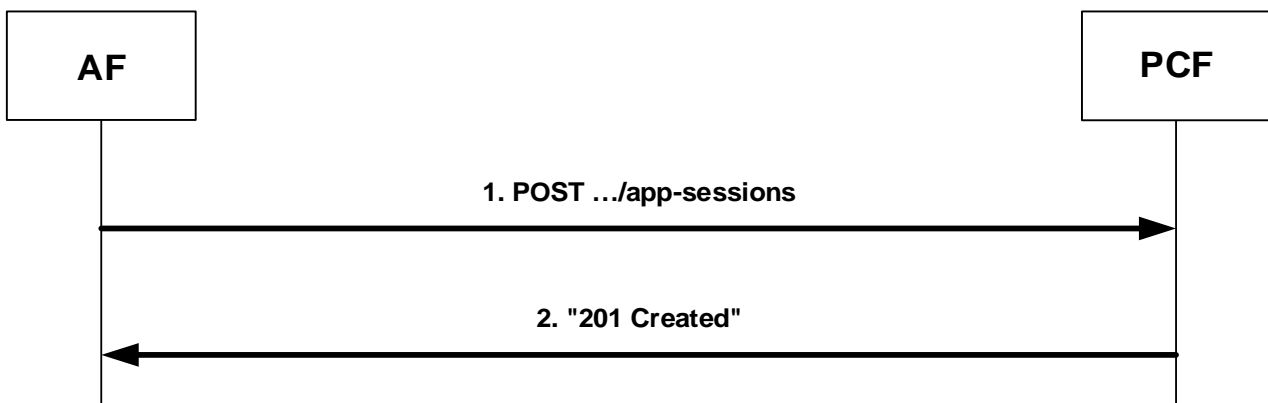 AF
PCF
1. POST …/app-sessions
2. "201 Created"